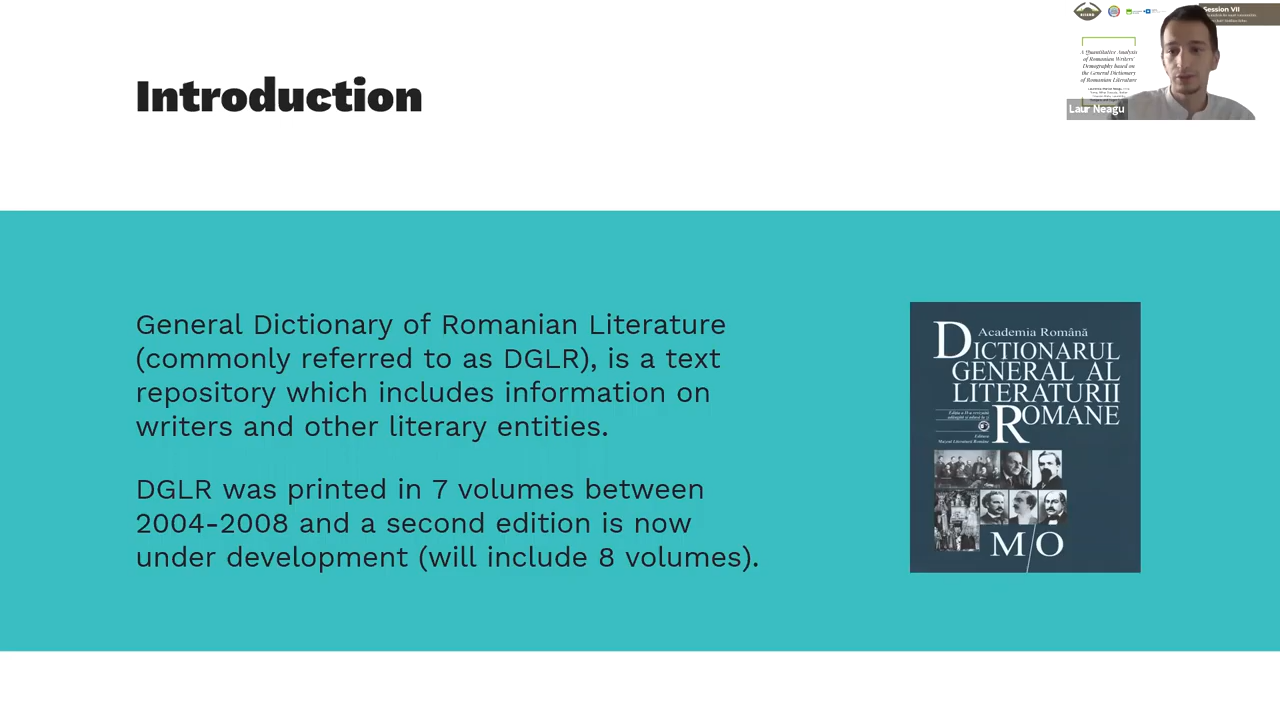 Introduction
Session VII
A Quantitative Analysis
of Romanian Writers'
Demography based on
the General Dictionary
of Romanian Literature
Laur Neagu
General Dictionary of Romanian Literature
(commonly referred to as DGLR), is a text
repository which includes information on
writers and other literary entities.
DGLR was printed in 7 volumes between
2004-2008 and a second edition is now
under development (will include 8 volumes).
Academia Română
DICTIONARUL
GENERAL AL
LITERATURII
ROMANE
M/O